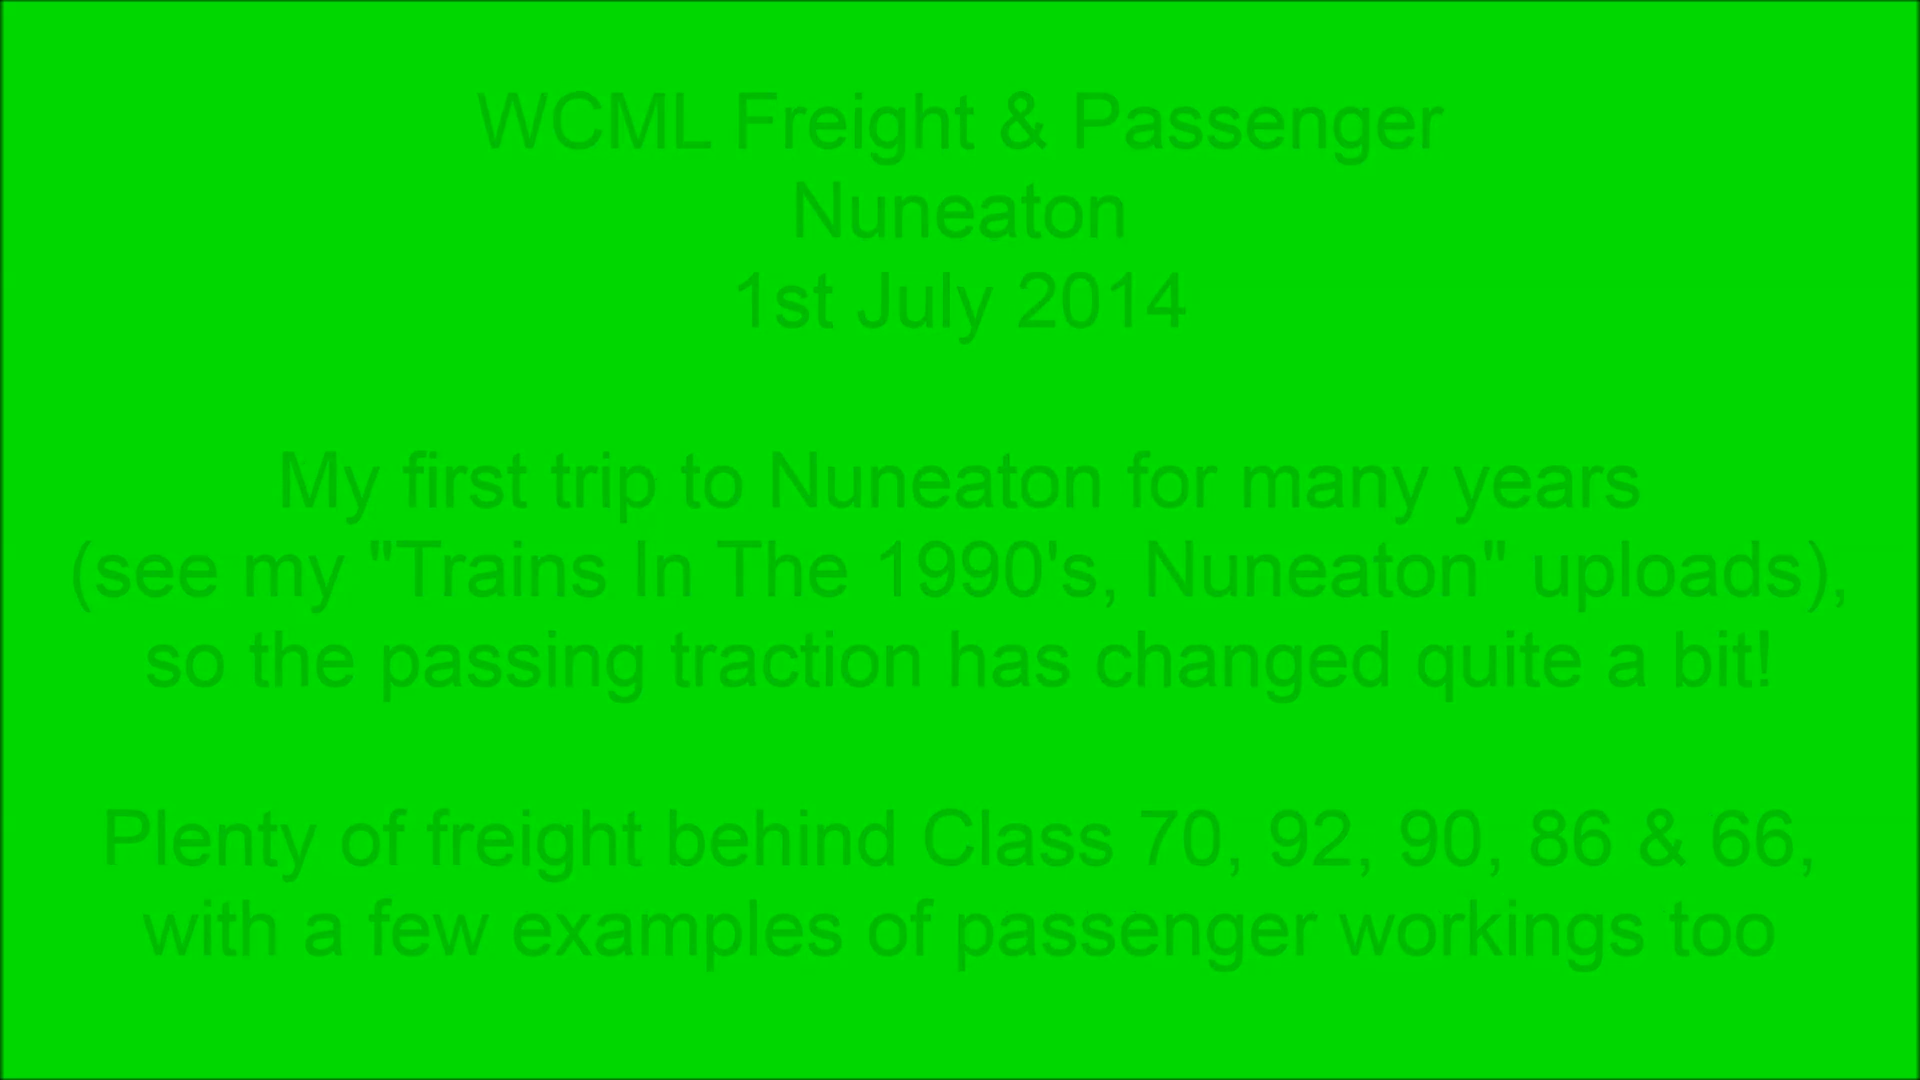 WCML Freight & Passenger
Nuneaton
1st July 2014
My first trip to Nuneaton for many years
(see my "Trains In The 1990's, Nuneaton" uploads),
so the passing traction has changed quite a bit!
Plenty of freight behind Class 70, 92, 90, 86 & 66,
with a few examples of passenger workings too